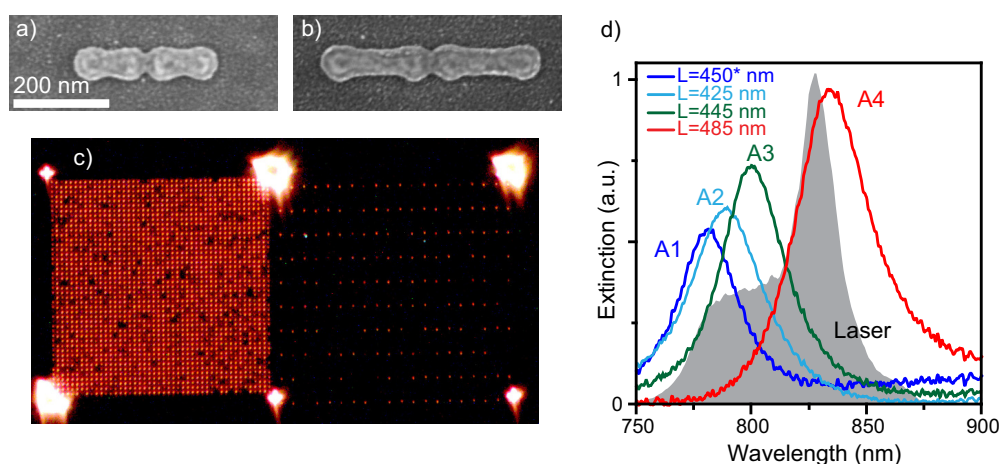 a)
200 nm
b)
c)
d)
L=450* nm
L=425 nm
L=445 nm
L=485 nm
A1
A2
A3
A4
Laser
1
0
Extinction (a.u.)
750
800
850
900
Wavelength (nm)